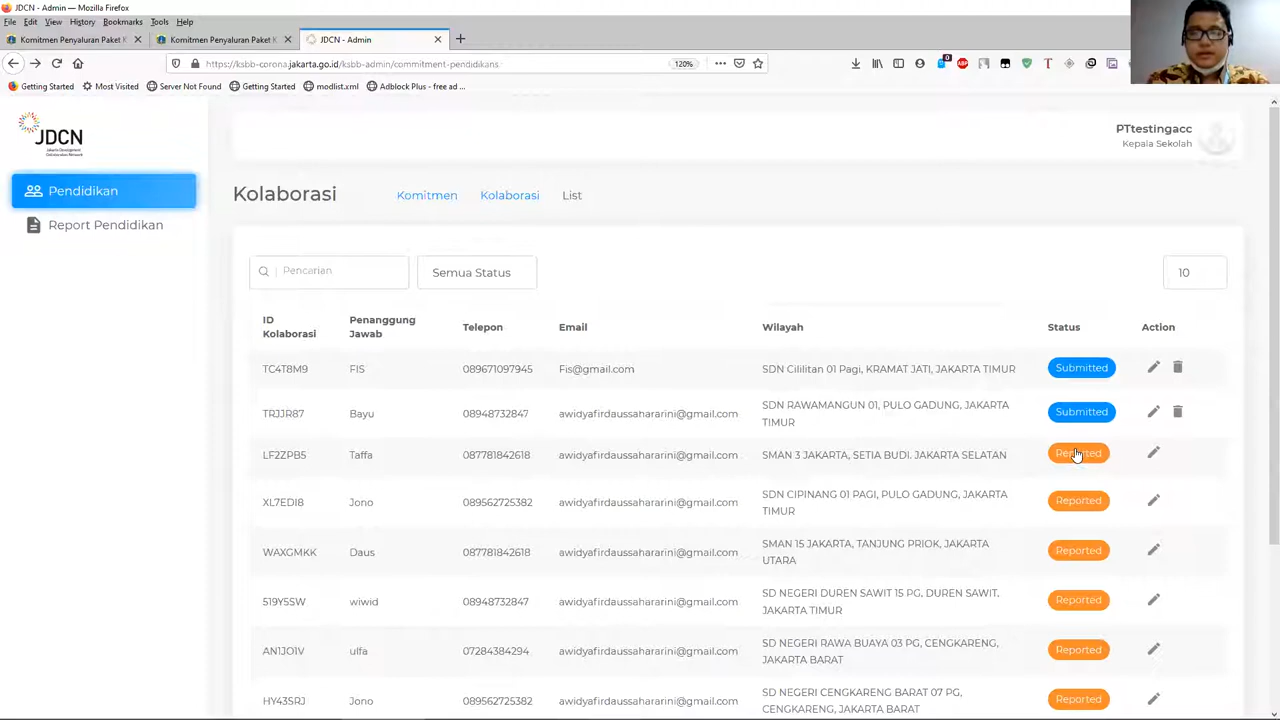 JDCN - Admin - Mozilla Firefox
File Edit View History Bookmarks Tools Help
Komitmen Penyaluran Paket K
Komitmen Penyaluran Paket K
JDCN - Admin
https://ksbb-corona.jakarta.go.id/ksbb-admin/commitment-pendidikans
120%
Getting Started Most Visited Server Not Found Getting Started modlist.xml Adblock Plus - free ad ...
JDCN
PTtestingacc
Kepala Sekolah
Pendidikan
Report Pendidikan
Kolaborasi Komitmen Kolaborasi List
Pencarian Semua Status 10
ID Kolaborasi Penanggung Jawab Telepon Email Wilayah Status Action
TC4T8M9 FIS 089671097945 Fis@gmail.com SDN Cililitan 01 Pagi, KRAMAT JATI, JAKARTA TIMUR Submitted
TRJJR87 Bayu 08948732847 awidyafirdaussahararini@gmail.com SDN RAWAMANGUN 01, PULO GADUNG, JAKARTA
TIMUR Submitted
LF2ZPB5 Taffa 087781842618 awidyafirdaussahararini@gmail.com SMAN 3 JAKARTA, SETIA BUDI. JAKARTA SELATAN Reported
XL7EDI8 Jono 089562725382 awidyafirdaussahararini@gmail.com SDN CIPINANG 01 PAGI, PULO GADUNG, JAKARTA
TIMUR Reported
WAXGMKK Daus 087781842618 awidyafirdaussahararini@gmail.com SMAN 15 JAKARTA, TANJUNG PRIOK, JAKARTA
UTARA Reported
519Y5SW wiwid 08948732847 awidyafirdaussahararini@gmail.com SD NEGERI DUREN SAWIT 15 PG, DUREN SAWIT.
JAKARTA TIMUR Reported
AN1JO1V ulfa 07284384294 awidyafirdaussahararini@gmail.com SD NEGERI RAWA BUAYA 03 PG, CENGKARENG,
JAKARTA BARAT Reported
HY43SRJ Jono 089562725382 awidyafirdaussahararini@gmail.com SD NEGERI CENGKARENG BARAT 07 PG,
CENGKARENG, JAKARTA BARAT Reported